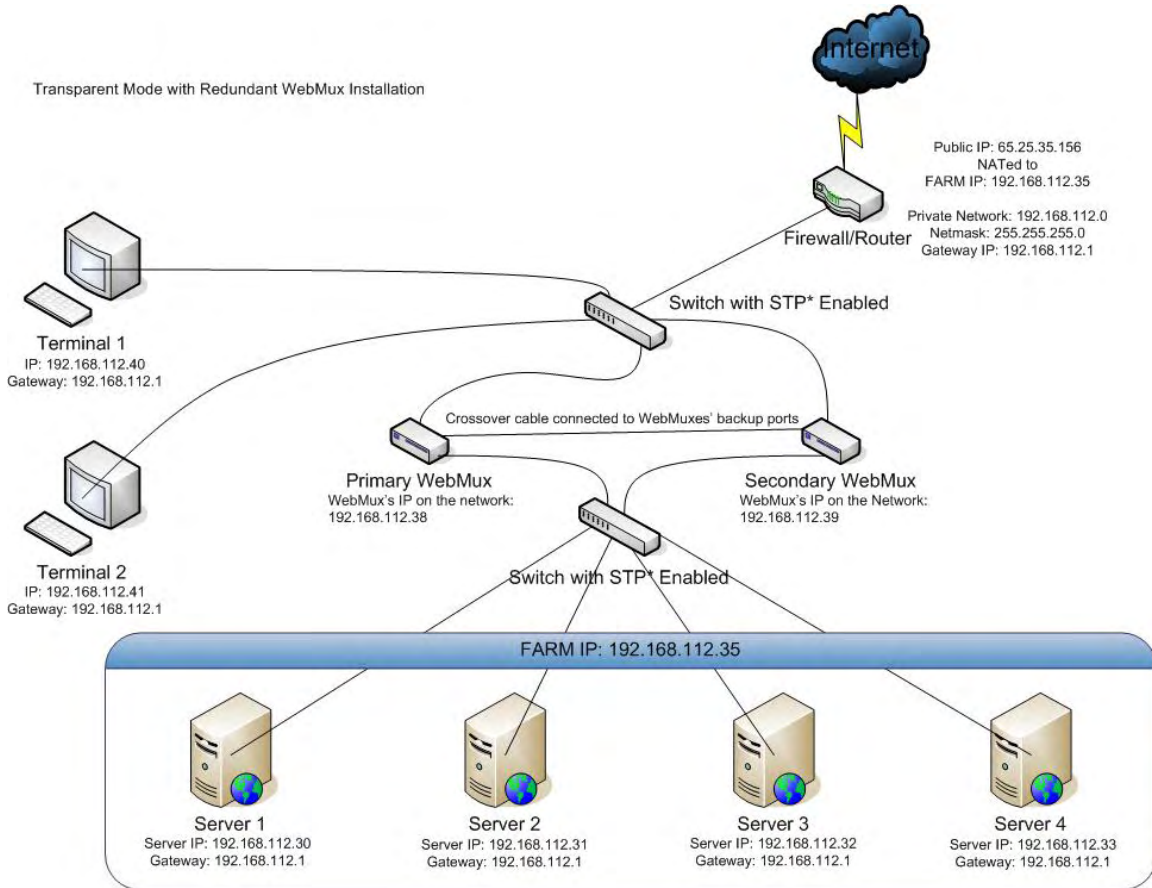 Internet
Transparent Mode with Redundant WebMux Installation
Public IP: 65.25.35.156
NATed to
FARM IP: 192.168.112.35
Private Network: 192.168.112.0
Netmask: 255.255.255.0
Gateway IP: 192.168.112.1
Firewall/Router
Switch with STP* Enabled
Terminal 1
IP: 192.168.112.40
Gateway: 192.168.112.1
Crossover cable connected to WebMuxes' backup ports
Primary WebMux
WebMux's IP on the network:
192.168.112.38
Secondary WebMux
WebMux's IP on the Network:
192.168.112.39
Terminal 2
IP: 192.168.112.41
Gateway: 192.168.112.1
Switch with STP* Enabled
FARM IP: 192.168.112.35
Server 1
Server IP: 192.168.112.30
Gateway: 192.168.112.1
Server 2
Server IP: 192.168.112.31
Gateway: 192.168.112.1
Server 3
Server IP: 192.168.112.32
Gateway: 192.168.112.1
Server 4
Server IP: 192.168.112.33
Gateway: 192.168.112.1